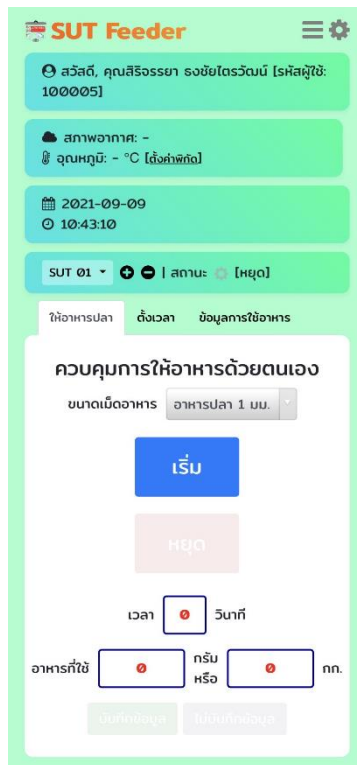 SUT Feeder
สวัสดี, คุณสิริจรรยา ธงชัยไตรวัฒน์ [รหัสผู้ใช้:
100005]
สภาพอากาศ: -
อุณหภูมิ: - °C [ตั้งค่าพิกัด]
2021-09-09
10:43:10
SUT 01 | สถานะ [หยุด]
ให้อาหารปลา ตั้งเวลา ข้อมูลการใช้อาหาร
ควบคุมการให้อาหารด้วยตนเอง
ขนาดเม็ดอาหาร อาหารปลา 1 มม.
เริ่ม
หยุด
เวลา 0 วินาที
อาหารที่ใช้ 0 กรัม หรือ 0 กก.
บันทึกข้อมูล ไม่บันทึกข้อมูล